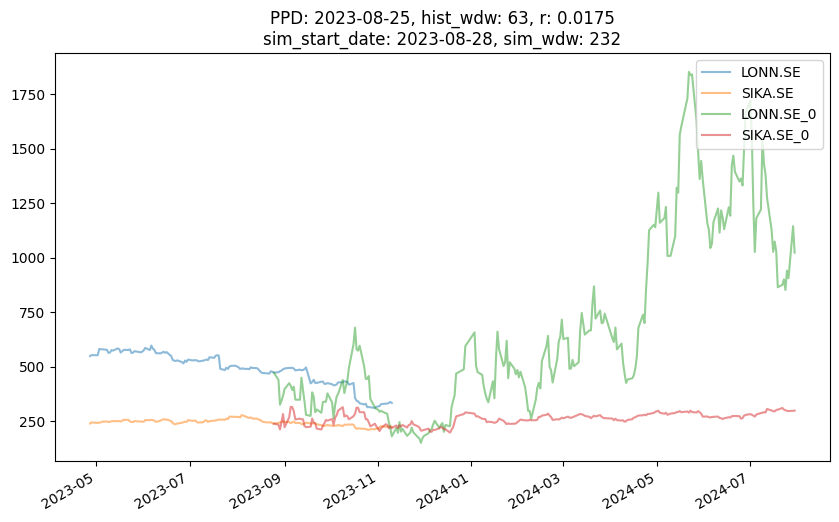 PPD: 2023-08-25, hist_wdw: 63, r: 0.0175
sim_start_date: 2023-08-28, sim_wdw: 232
LONN.SE
SIKA.SE
LONN.SE_0
SIKA.SE_0
1750
1500
1250
1000
750
500
250
2023-05
2023-07
2023-09
2023-11
2024-01
2024-03
2024-05
2024-07